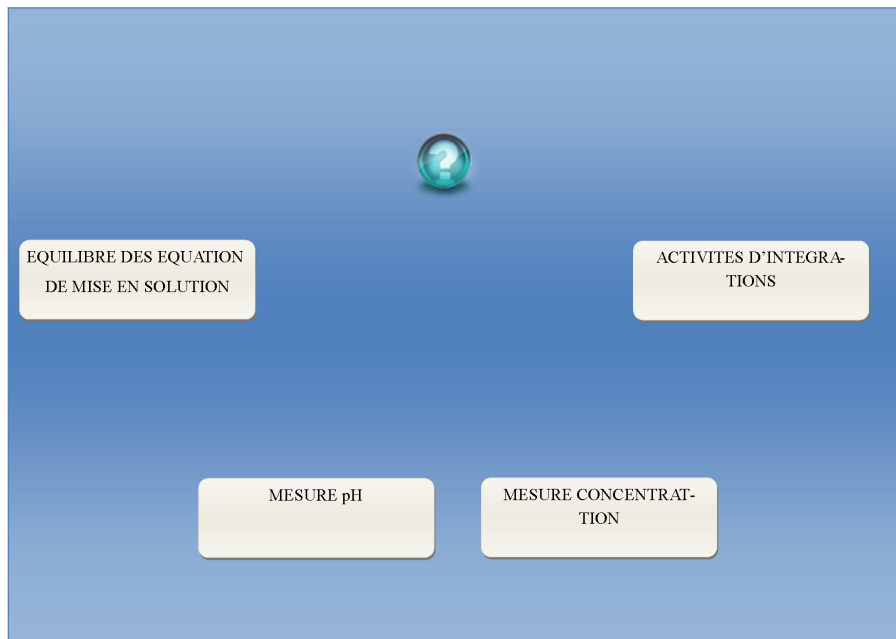 ?
EQUILIBRE DES EQUATION
DE MISE EN SOLUTION
ACTIVITES D’INTEGRA-
TIONS
MESURE pH
MESURE CONCENTRAT-
TION